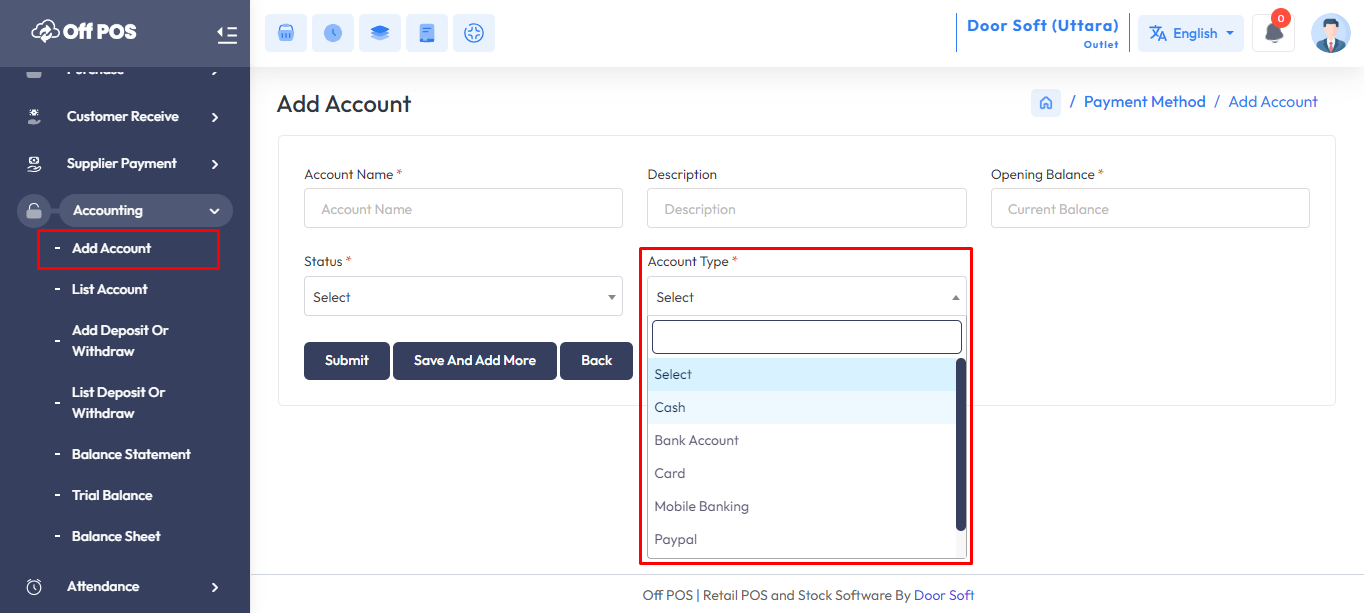 Off POS
Door Soft (Uttara)
Outlet
English
0
Purchase
Customer Receive
Supplier Payment
Accounting
- Add Account
- List Account
- Add Deposit Or
Withdraw
- List Deposit Or
Withdraw
- Balance Statement
- Trial Balance
- Balance Sheet
Attendance
Add Account
/ Payment Method / Add Account
Account Name *
Description
Opening Balance *
Account Name
Description
Current Balance
Status *
Account Type *
Select
Select
Submit
Save And Add More
Back
Select
Cash
Bank Account
Card
Mobile Banking
Paypal
Off POS | Retail POS and Stock Software By Door Soft